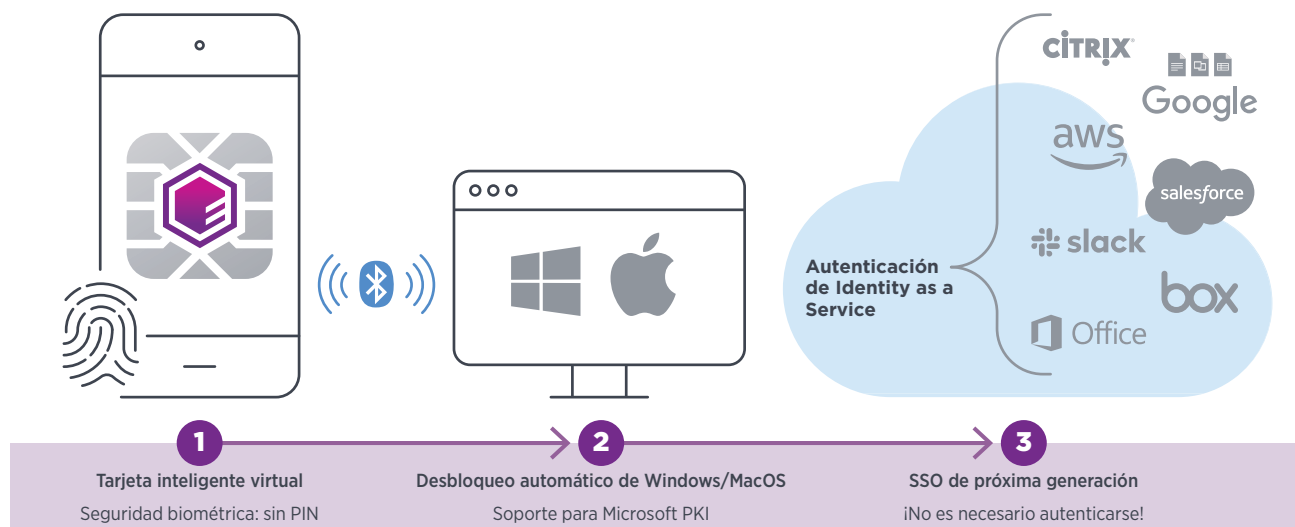 CİTRIX
Google
aws
salesforce
slack
Autenticación
de Identity as a
Service
box
Office
1
2
3
Tarjeta inteligente virtual
Seguridad biométrica: sin PIN
Desbloqueo automático de Windows/MacOS
Soporte para Microsoft PKI
SSO de próxima generación
¡No es necesario autenticarse!